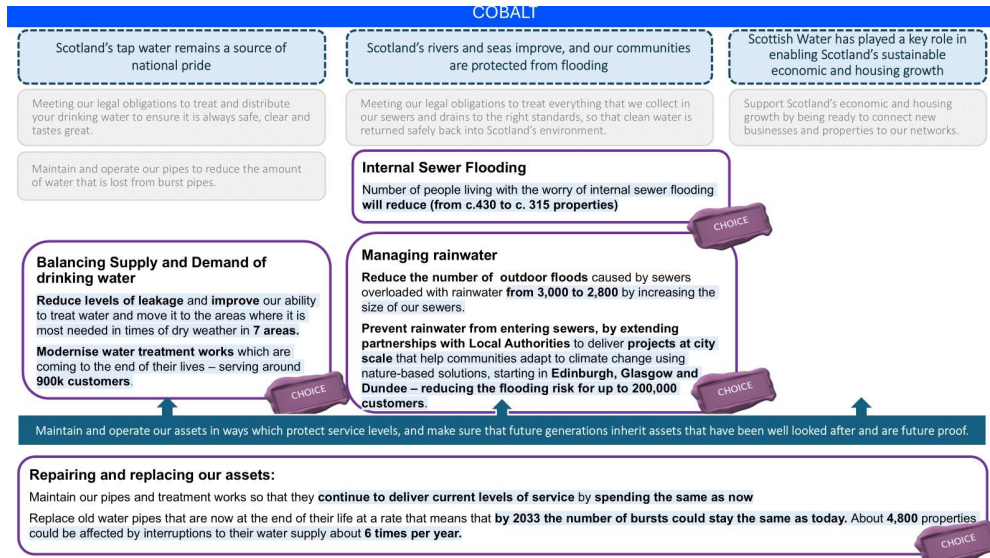 COBALT
Scotland's tap water remains a source of
national pride
Scotland's rivers and seas improve, and our communities
are protected from flooding
Scottish Water has played a key role in
enabling Scotland's sustainable
economic and housing growth
Meeting our legal obligations to treat and distribute
your drinking water to ensure it is always safe, clear and
tastes great.
Meeting our legal obligations to treat everything that we collect in
our sewers and drains to the right standards, so that clean water is
returned safely back into Scotland's environment.
Support Scotland's economic and housing
growth by being ready to connect new
businesses and properties to our networks.
Maintain and operate our pipes to reduce the amount
of water that is lost from burst pipes.
Internal Sewer Flooding
Number of people living with the worry of internal sewer flooding
will reduce (from c.430 to c. 315 properties)
CHOICE
Balancing Supply and Demand of
drinking water
Reduce levels of leakage and improve our ability
to treat water and move it to the areas where it is
most needed in times of dry weather in 7 areas.
Modernise water treatment works which are
coming to the end of their lives – serving around
900k customers.
CHOICE
Managing rainwater
Reduce the number of outdoor floods caused by sewers
overloaded with rainwater from 3,000 to 2,800 by increasing the
size of our sewers.
Prevent rainwater from entering sewers, by extending
partnerships with Local Authorities to deliver projects at city
scale that help communities adapt to climate change using
nature-based solutions, starting in Edinburgh, Glasgow and
Dundee – reducing the flooding risk for up to 200,000
customers.
CHOICE
Maintain and operate our assets in ways which protect service levels, and make sure that future generations inherit assets that have been well looked after and are future proof.
Repairing and replacing our assets:
Maintain our pipes and treatment works so that they continue to deliver current levels of service by spending the same as now
Replace old water pipes that are now at the end of their life at a rate that means that by 2033 the number of bursts could stay the same as today. About 4,800 properties
could be affected by interruptions to their water supply about 6 times per year.
CHOICE